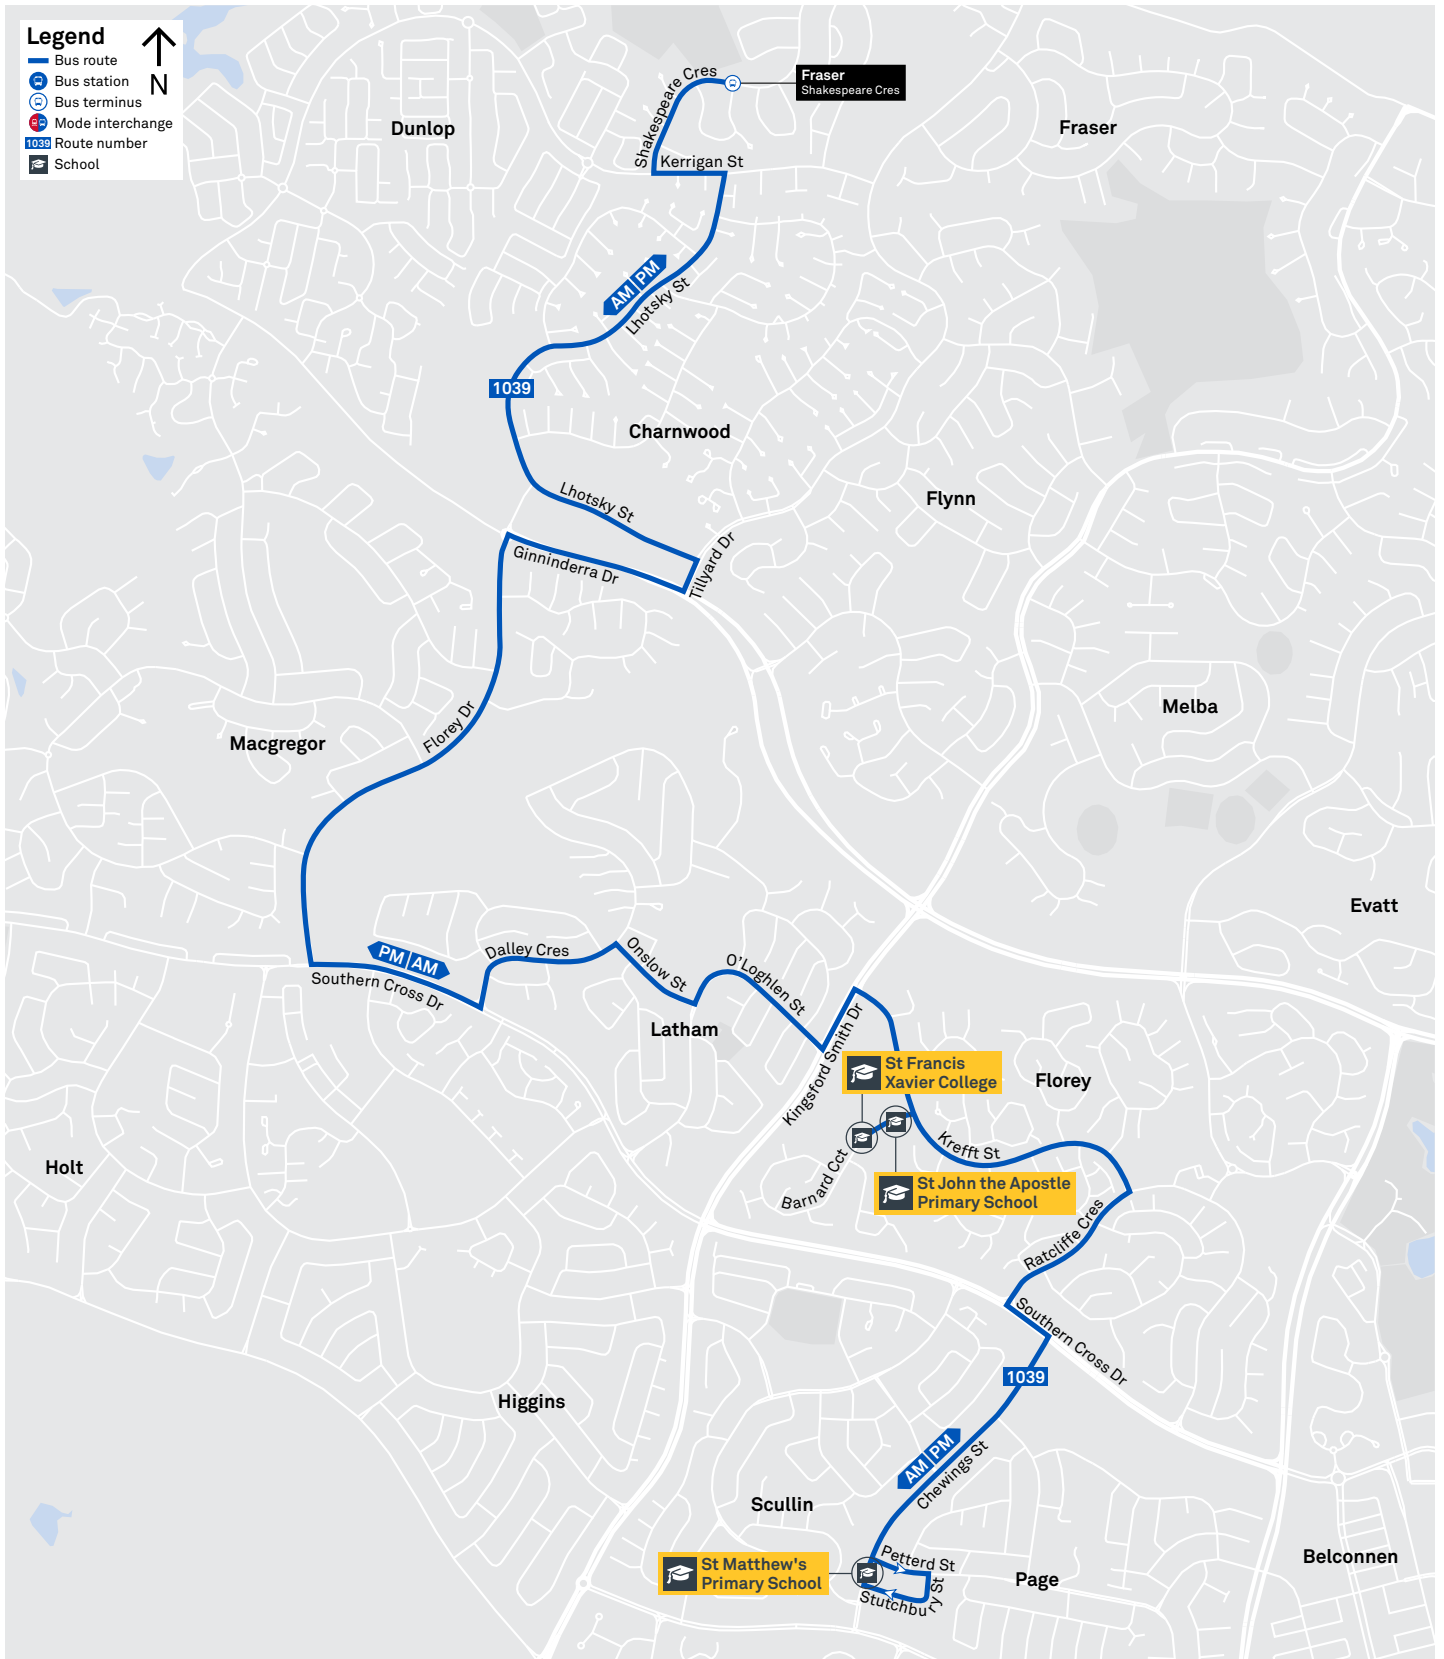 Legend
Bus route
Bus station
Bus terminus
Mode interchange
1039 Route number
School
N
Shakespeare Cres
Fraser
Shakespeare Cres
Dunlop
Fraser
Kerrigan St
AM PM
Lhotsky St
1039
Charnwood
Lhotsky St
Flynn
Ginninderra Dr
Tillyard Dr
Melba
Florey Dr
Macgregor
Evatt
PM AM
Dalley Cres
Onslow St
O'Loghlen St
Southern Cross Dr
Latham
Kingsford Smith Dr
St Francis
Xavier College
Florey
Krefft St
Holt
Barnard Cct
St John the Apostle
Primary School
Ratcliffe Cres
Southern Cross Dr
1039
Higgins
AM PM
Chewings St
Scullin
Petterd St
St Matthew's
Primary School
Stutchbury St
Page
Belconnen